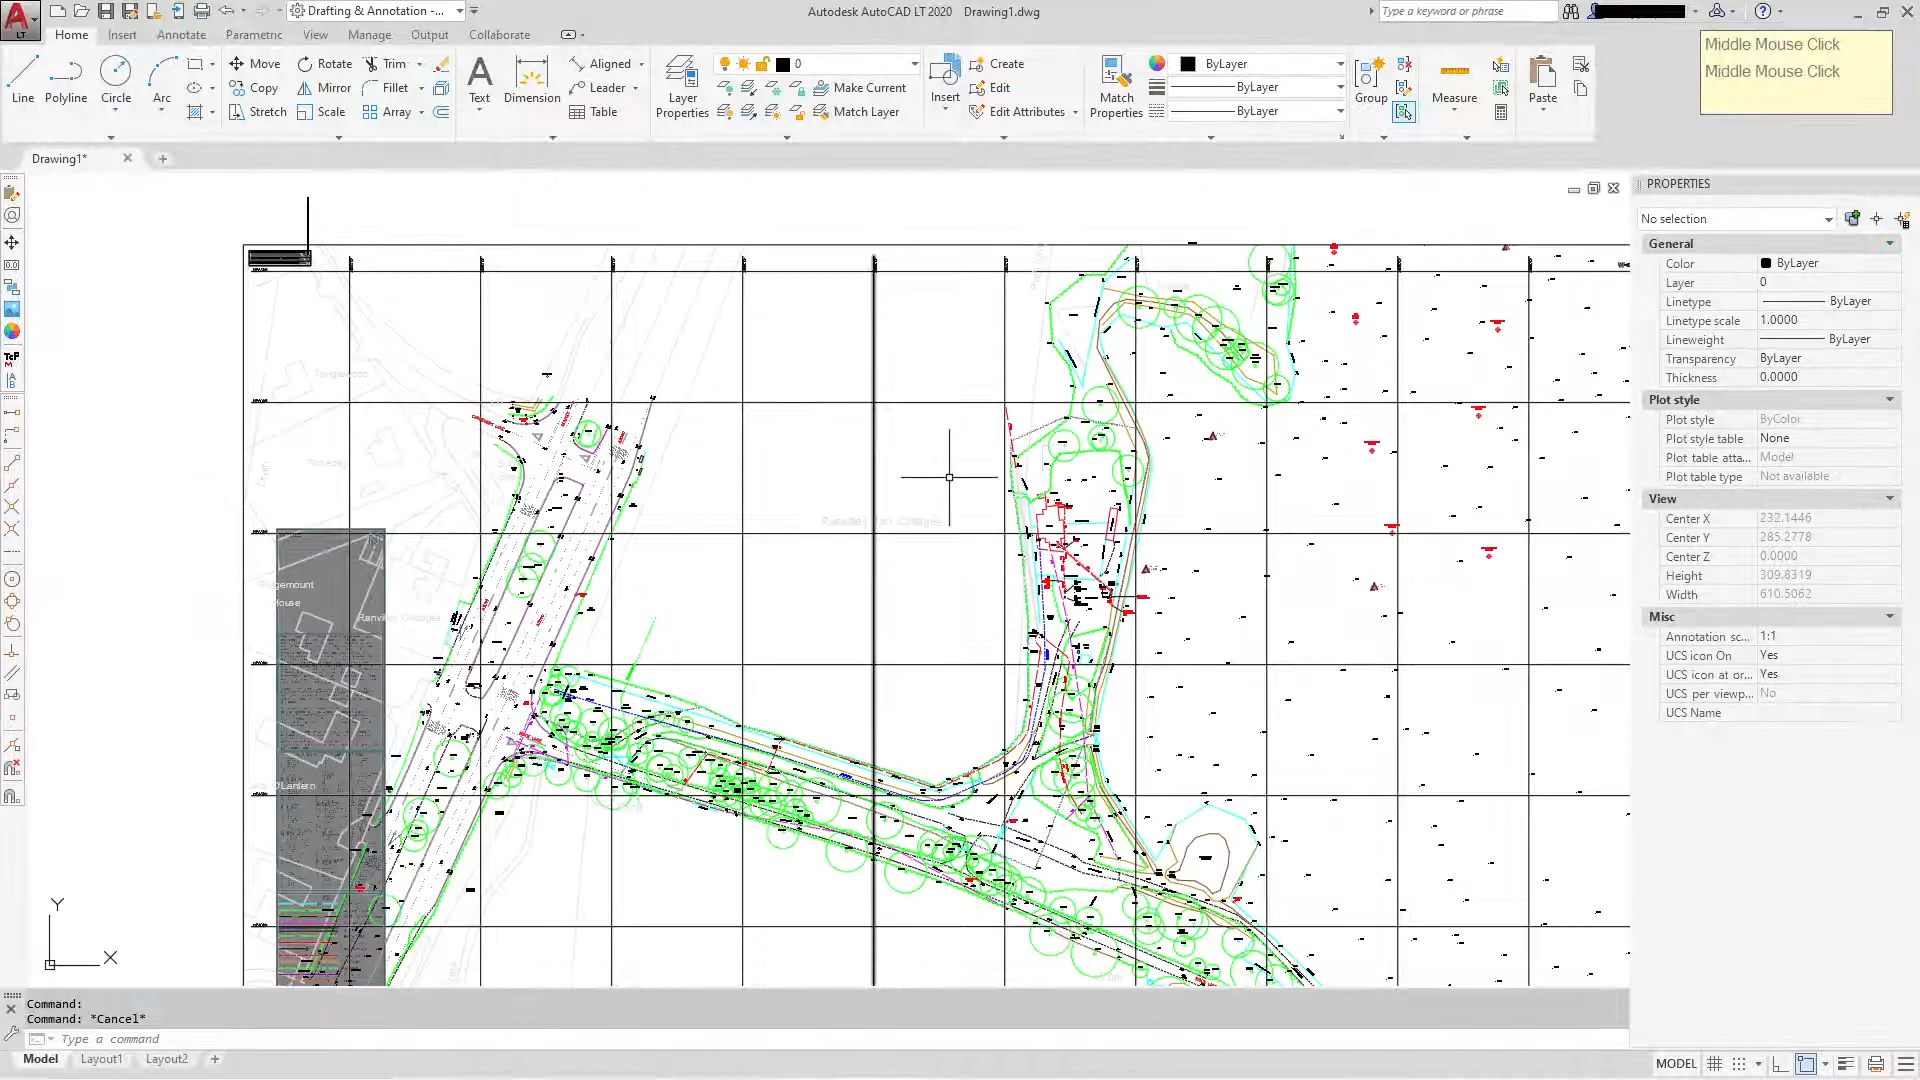 Drafting & Annotation -...
Autodesk AutoCAD LT 2020 Drawing1.dwg
Type a keyword or phrase
LT
Home Insert Annotate Parametric View Manage Output Collaborate
Middle Mouse Click
Middle Mouse Click
Line
Polyline
Circle
Arc
Move
Rotate
Trim
Copy
Mirror
Fillet
Stretch
Scale
Array
Text
Dimension
Aligned
Leader
Table
Layer
Properties
0
Make Current
Match Layer
Insert
Create
Edit
Edit Attributes
Match
Properties
ByLayer
ByLayer
ByLayer
Group
Measure
Paste
Drawing1*
PROPERTIES
No selection
General
Color ByLayer
Layer 0
Linetype ByLayer
Linetype scale 1.0000
Lineweight ByLayer
Transparency ByLayer
Thickness 0.0000
Plot style
Plot style ByColor
Plot style table None
Plot table atta... Model
Plot table type Not available
View
Center X 232.1446
Center Y 285.2778
Center Z 0.0000
Height 309.8319
Width 610.5062
Misc
Annotation sc... 1:1
UCS icon On Yes
UCS icon at or... Yes
UCS per viewp... No
UCS Name
House
Ranvilles Cottages
Lantern
Y
X
Command:
Command: *Cancel*
Type a command
Model Layout1 Layout2
MODEL